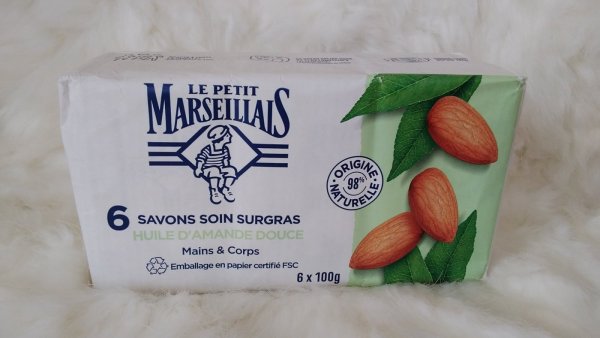 LE PETIT
MARSEILLAIS
ORIGINE
98%
NATURELLE
6 SAVONS SOIN SURGRAS
HUILE D'AMANDE DOUCE
Mains & Corps
Emballage en papier certifié FSC
6 x 100g